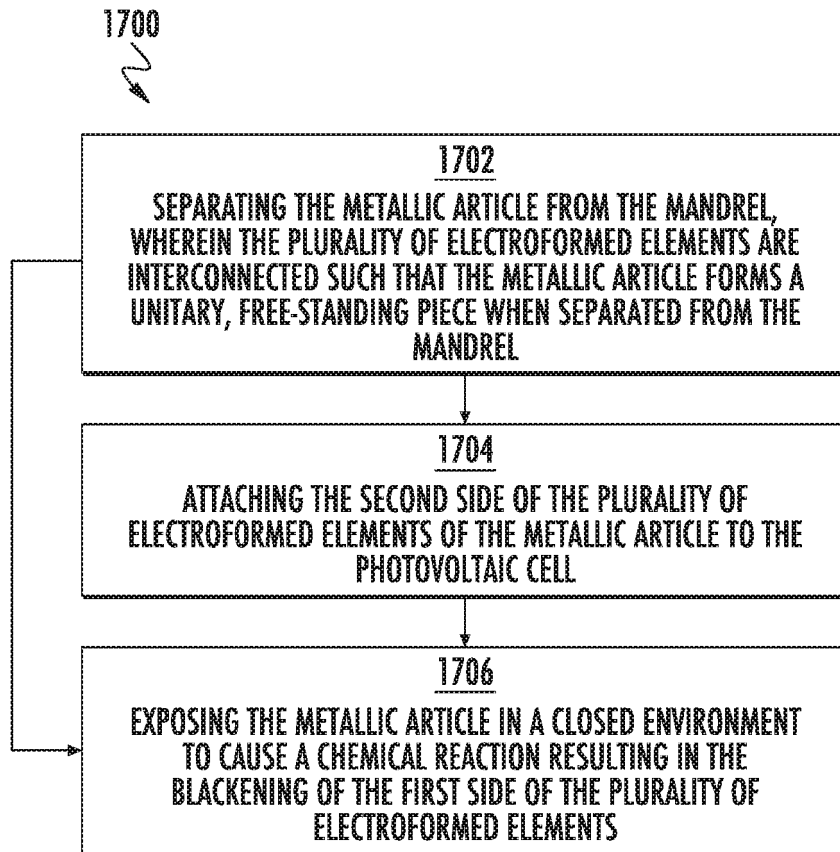 1700
1702
SEPARATING THE METALLIC ARTICLE FROM THE MANDREL,
WHEREIN THE PLURALITY OF ELECTROFORMED ELEMENTS ARE
INTERCONNECTED SUCH THAT THE METALLIC ARTICLE FORMS A
UNITARY, FREE-STANDING PIECE WHEN SEPARATED FROM THE
MANDREL
1704
ATTACHING THE SECOND SIDE OF THE PLURALITY OF
ELECTROFORMED ELEMENTS OF THE METALLIC ARTICLE TO THE
PHOTOVOLTAIC CELL
1706
EXPOSING THE METALLIC ARTICLE IN A CLOSED ENVIRONMENT
TO CAUSE A CHEMICAL REACTION RESULTING IN THE
BLACKENING OF THE FIRST SIDE OF THE PLURALITY OF
ELECTROFORMED ELEMENTS